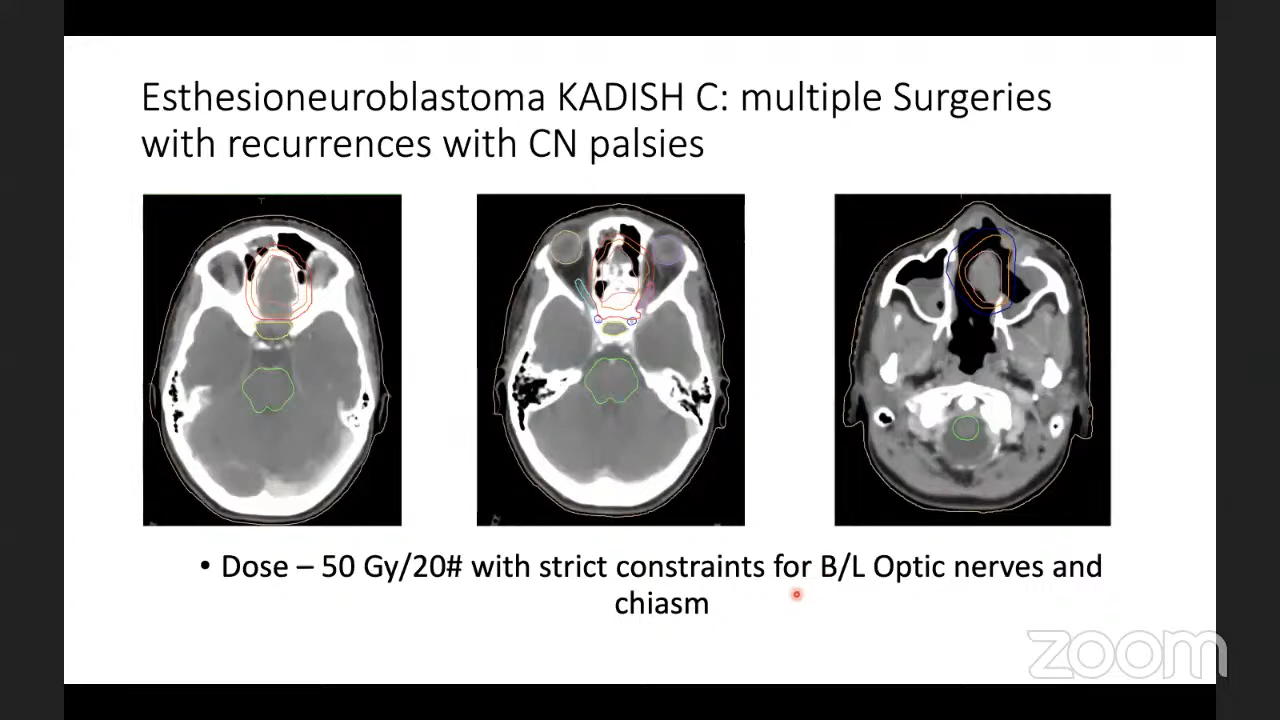 Esthesioneuroblastoma KADISH C: multiple Surgeries
with recurrences with CN palsies
• Dose – 50 Gy/20# with strict constraints for B/L Optic nerves and
chiasm
zoom